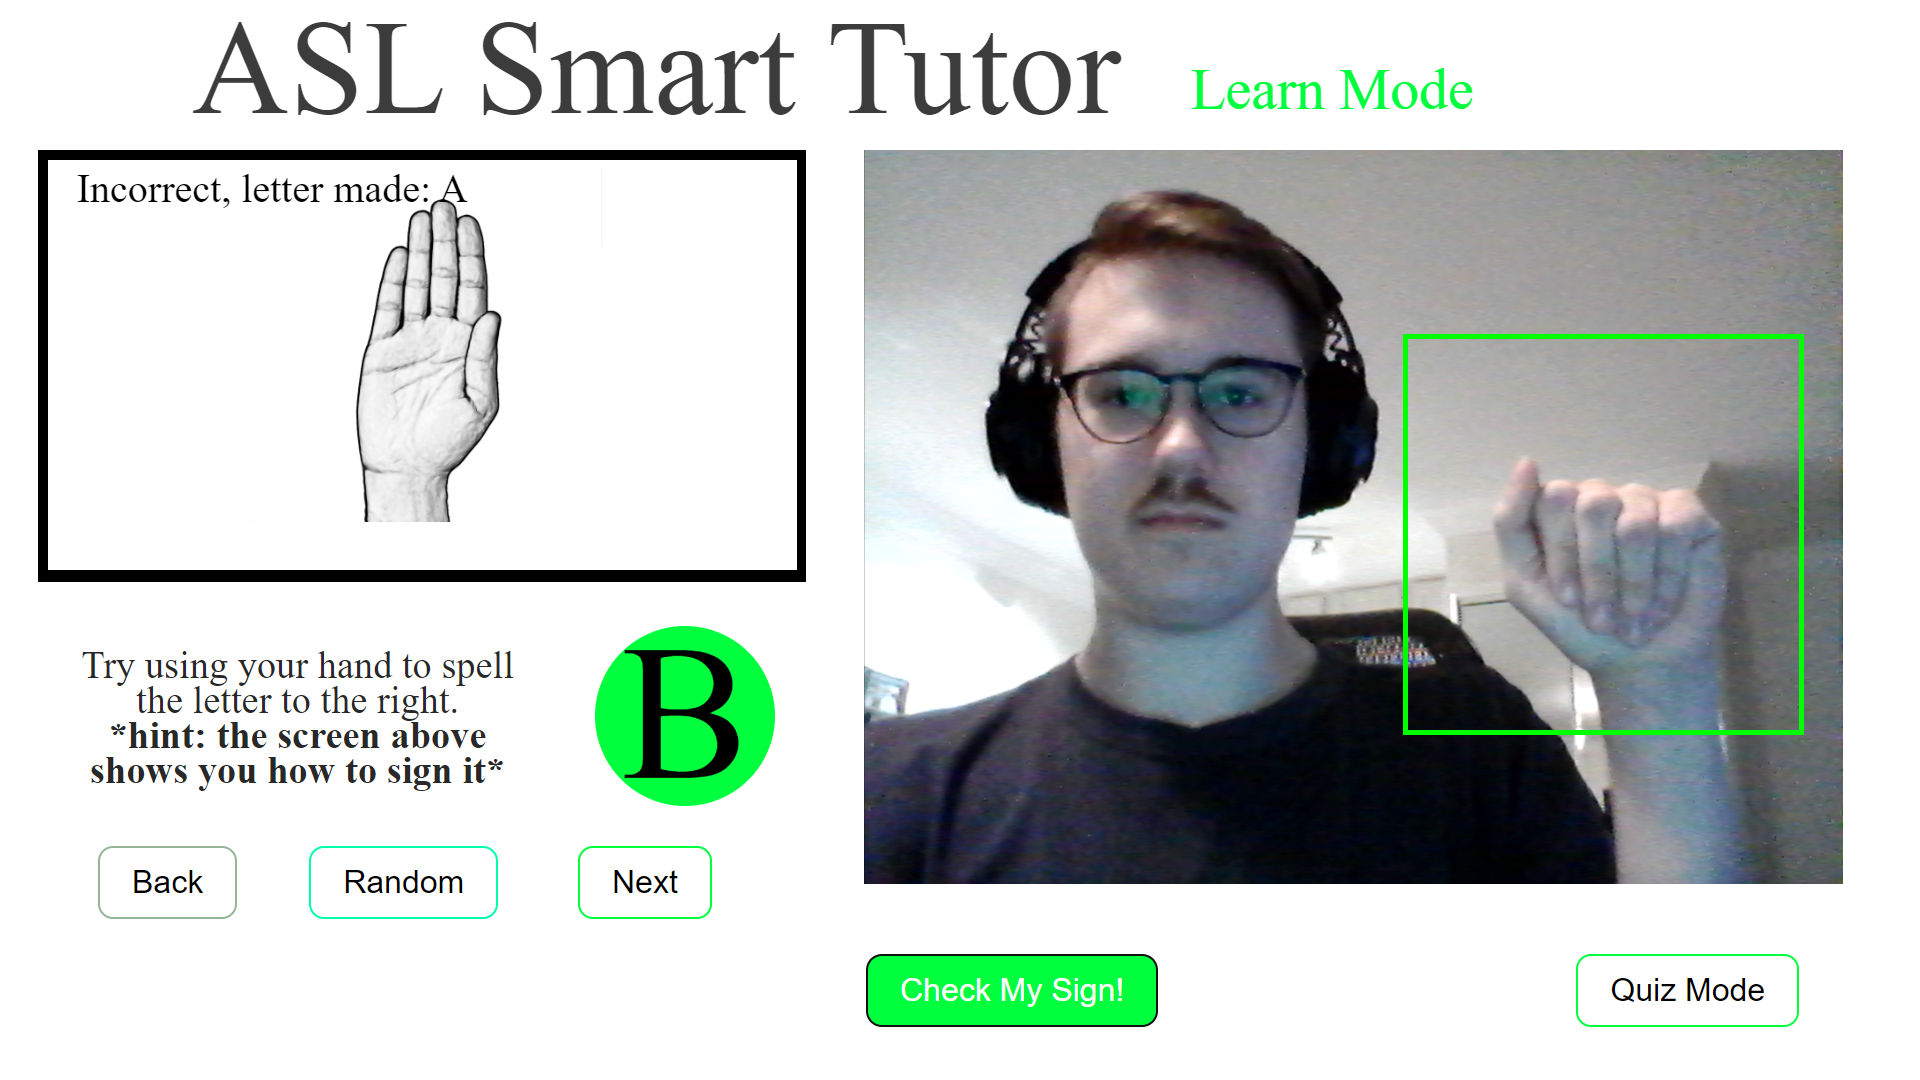 ASL Smart Tutor
Learn Mode
Incorrect, letter made: A
Try using your hand to spell
the letter to the right.
*hint: the screen above
shows you how to sign it*
B
Back
Random
Next
Check My Sign!
Quiz Mode